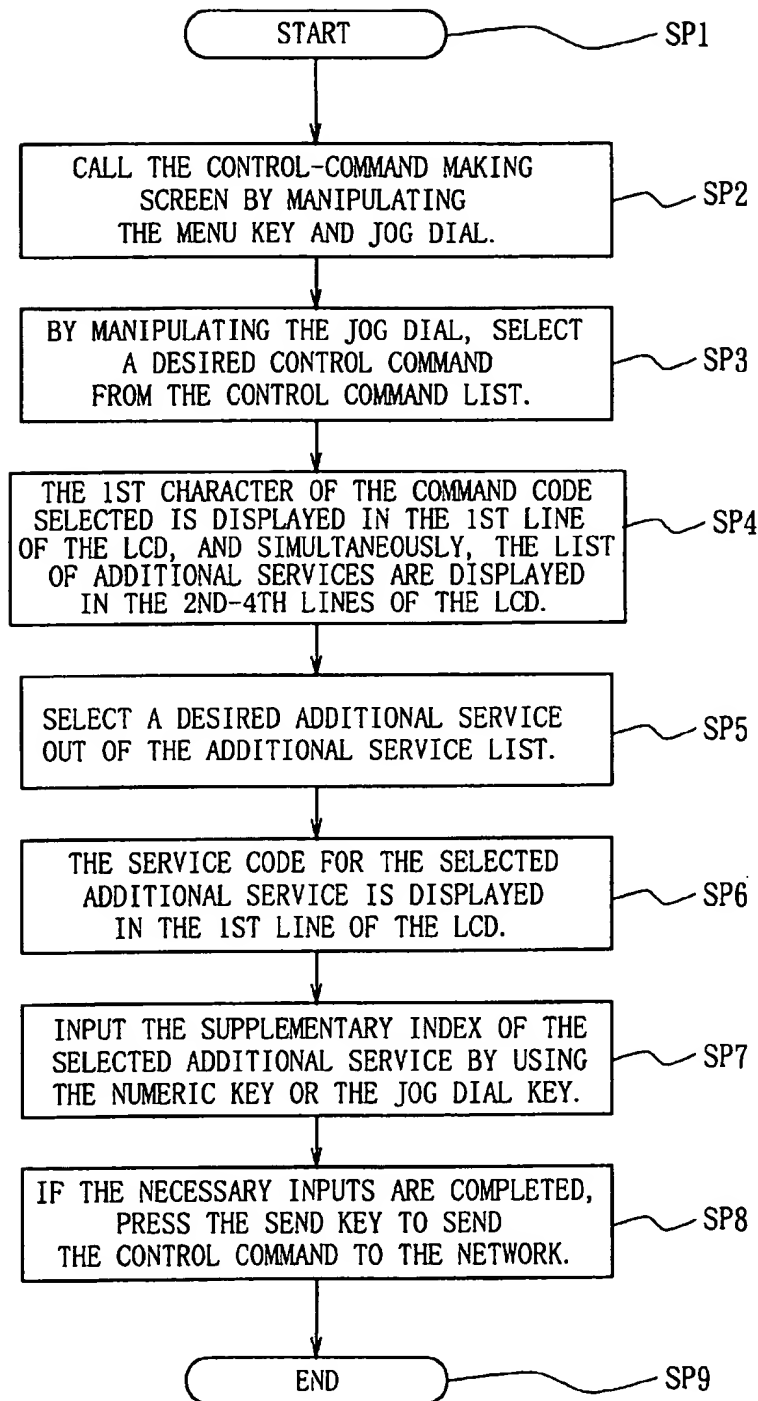 START
SP1
CALL THE CONTROL-COMMAND MAKING
SCREEN BY MANIPULATING
THE MENU KEY AND JOG DIAL.
SP2
BY MANIPULATING THE JOG DIAL, SELECT
A DESIRED CONTROL COMMAND
FROM THE CONTROL COMMAND LIST.
SP3
THE 1ST CHARACTER OF THE COMMAND CODE
SELECTED IS DISPLAYED IN THE 1ST LINE
OF THE LCD, AND SIMULTANEOUSLY, THE LIST
OF ADDITIONAL SERVICES ARE DISPLAYED
IN THE 2ND-4TH LINES OF THE LCD.
SP4
SELECT A DESIRED ADDITIONAL SERVICE
OUT OF THE ADDITIONAL SERVICE LIST.
SP5
THE SERVICE CODE FOR THE SELECTED
ADDITIONAL SERVICE IS DISPLAYED
IN THE 1ST LINE OF THE LCD.
SP6
INPUT THE SUPPLEMENTARY INDEX OF THE
SELECTED ADDITIONAL SERVICE BY USING
THE NUMERIC KEY OR THE JOG DIAL KEY.
SP7
IF THE NECESSARY INPUTS ARE COMPLETED,
PRESS THE SEND KEY TO SEND
THE CONTROL COMMAND TO THE NETWORK.
SP8
END
SP9